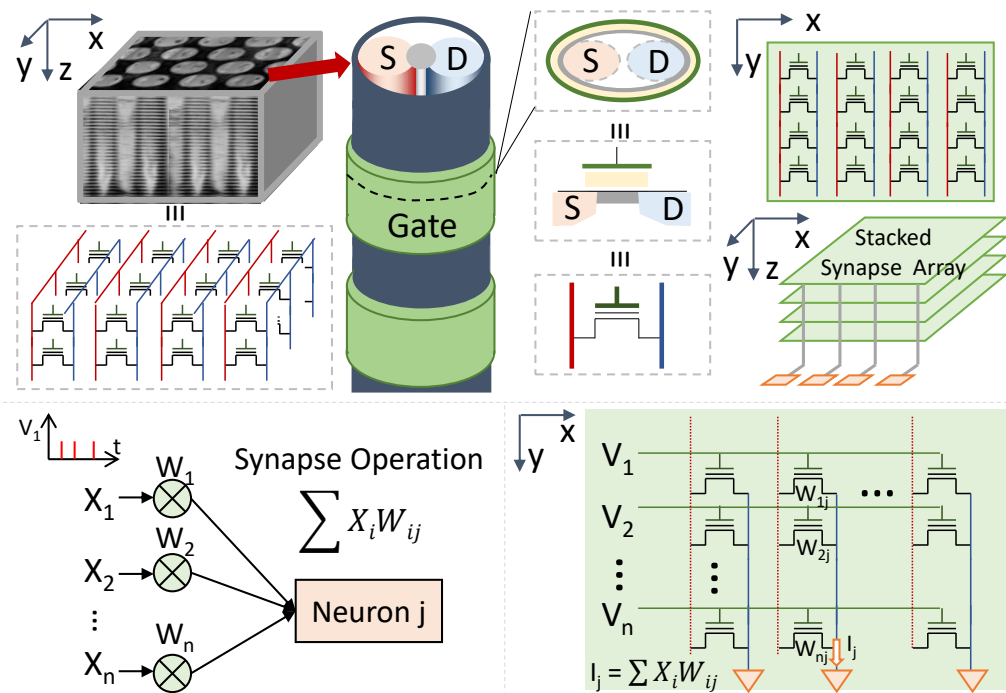 x
y
z
S
D
Gate
S
D
S
D
x
y
x
y
z
Stacked
Synapse Array
V1
t
X1
W1
X2
W2
⋮
Xn
Wn
Synapse Operation
∑ XiWij
Neuron j
x
y
V1
W1j
•••
V2
W2j
⋮
⋮
Vn
Wnj
Ij
Ij = ∑ XiWij